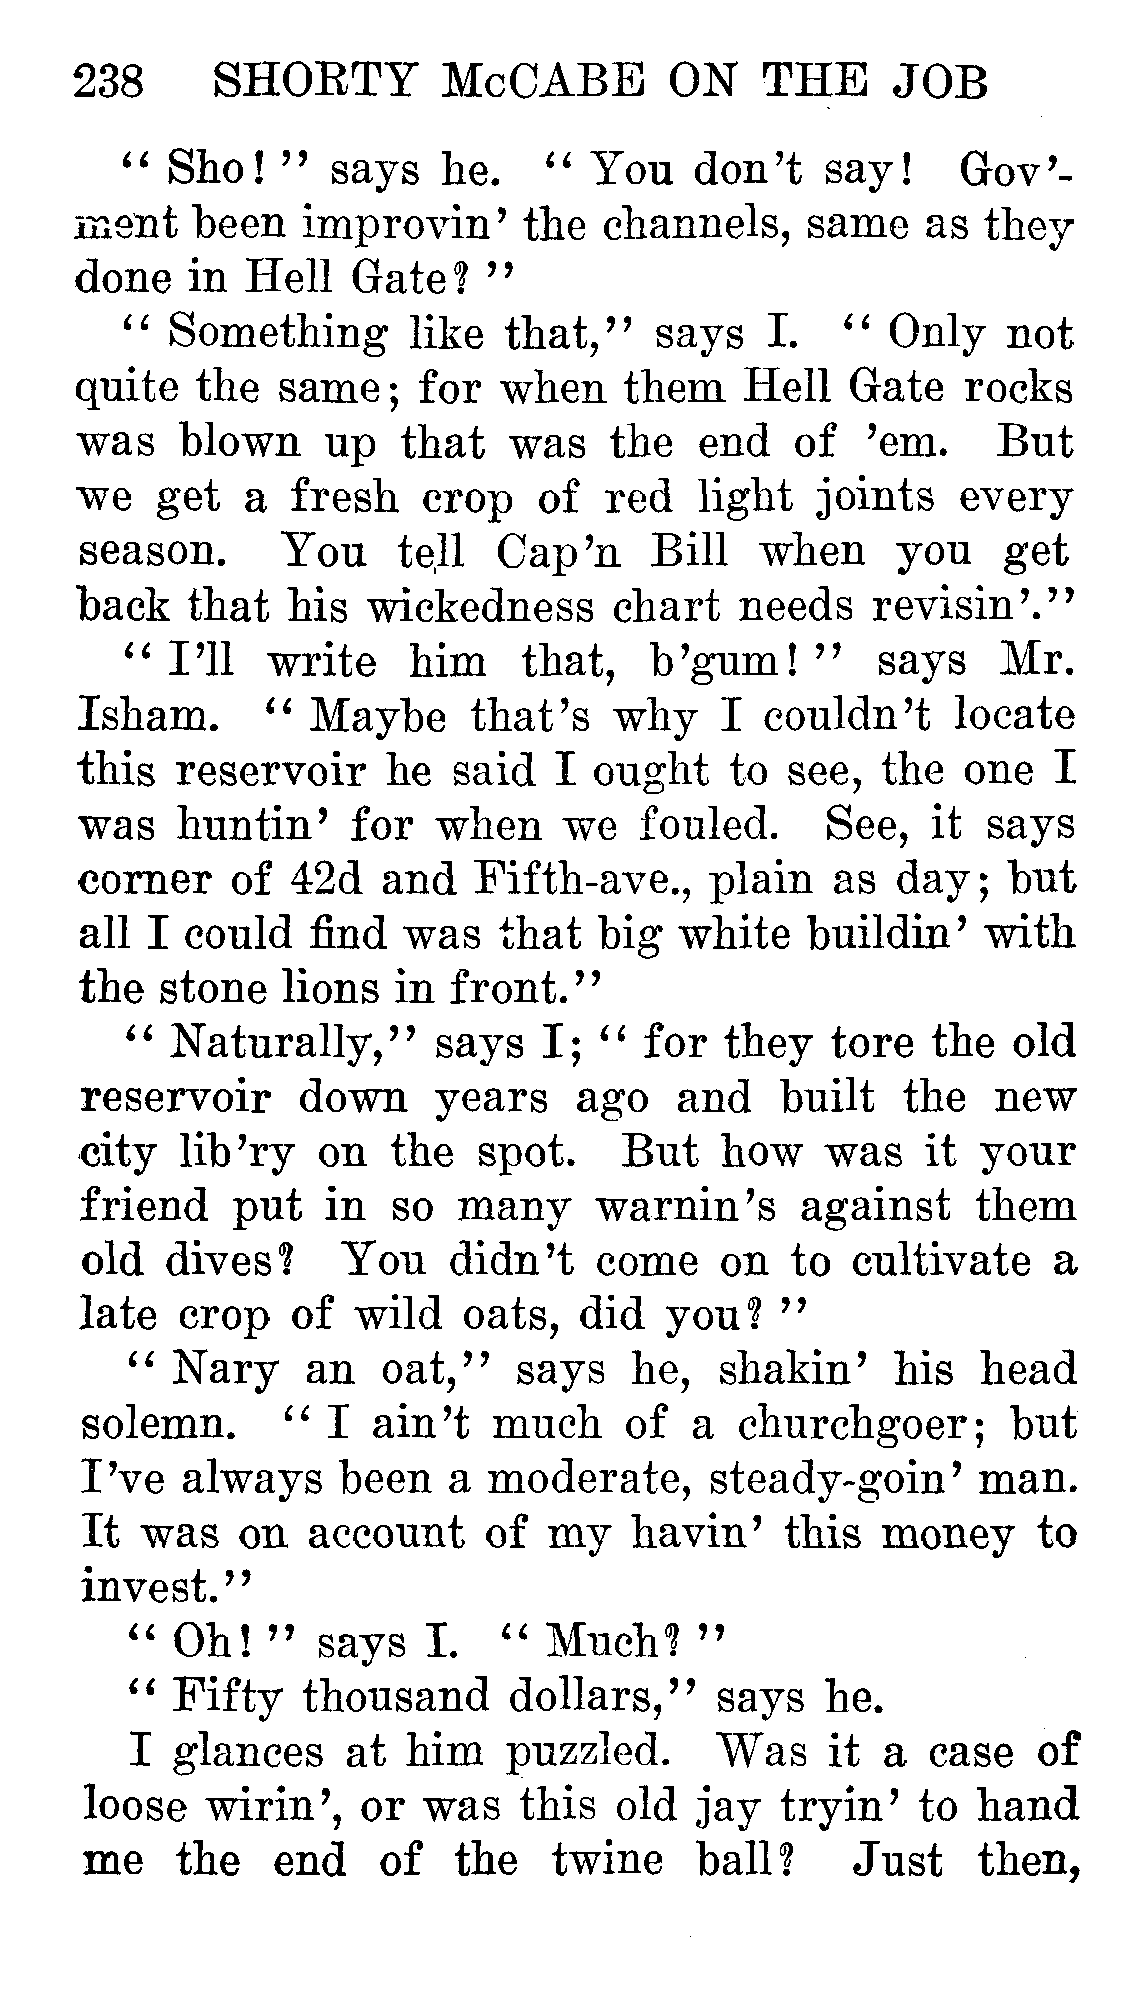 238 SHORTY McCABE ON THE JOB
“ Sho! ” says he. “ You don’t say! Gov’-
ment been improvin’ the channels, same as they
done in Hell Gate? ”
“ Something like that,” says I. “ Only not
quite the same; for when them Hell Gate rocks
was blown up that was the end of ’em. But
we get a fresh crop of red light joints every
season. You tell Cap’n Bill when you get
back that his wickedness chart needs revisin’.”
“ I’ll write him that, b’gum! ” says Mr.
Isham. “ Maybe that’s why I couldn’t locate
this reservoir he said I ought to see, the one I
was huntin’ for when we fouled. See, it says
corner of 42d and Fifth-ave., plain as day; but
all I could find was that big white buildin’ with
the stone lions in front.”
“ Naturally,” says I; “ for they tore the old
reservoir down years ago and built the new
city lib’ry on the spot. But how was it your
friend put in so many warnin’s against them
old dives? You didn’t come on to cultivate a
late crop of wild oats, did you? ”
“ Nary an oat,” says he, shakin’ his head
solemn. “ I ain’t much of a churchgoer; but
I’ve always been a moderate, steady-goin’ man.
It was on account of my havin’ this money to
invest.”
“ Oh! ” says I. “ Much? ”
“ Fifty thousand dollars,” says he.
I glances at him puzzled. Was it a case of
loose wirin’, or was this old jay tryin’ to hand
me the end of the twine ball? Just then,